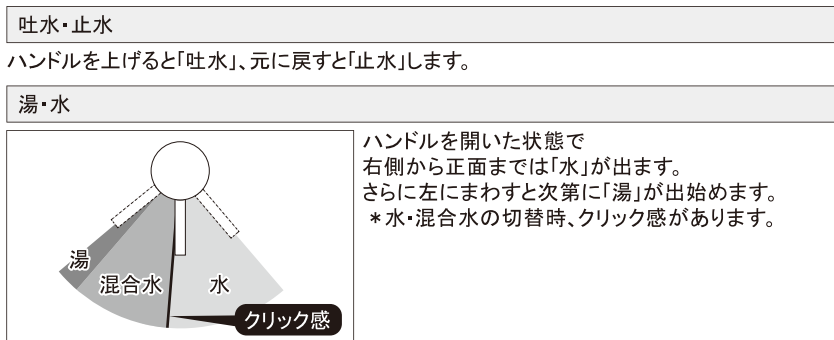 吐水・止水
ハンドルを上げると「吐水」、元に戻すと「止水」します。
湯・水
ハンドルを開いた状態で
右側から正面までは「水」が出ます。
さらに左にまわすと次第に「湯」が出始めます。
＊水・混合水の切替時、クリック感があります。
湯
混合水
水
クリック感